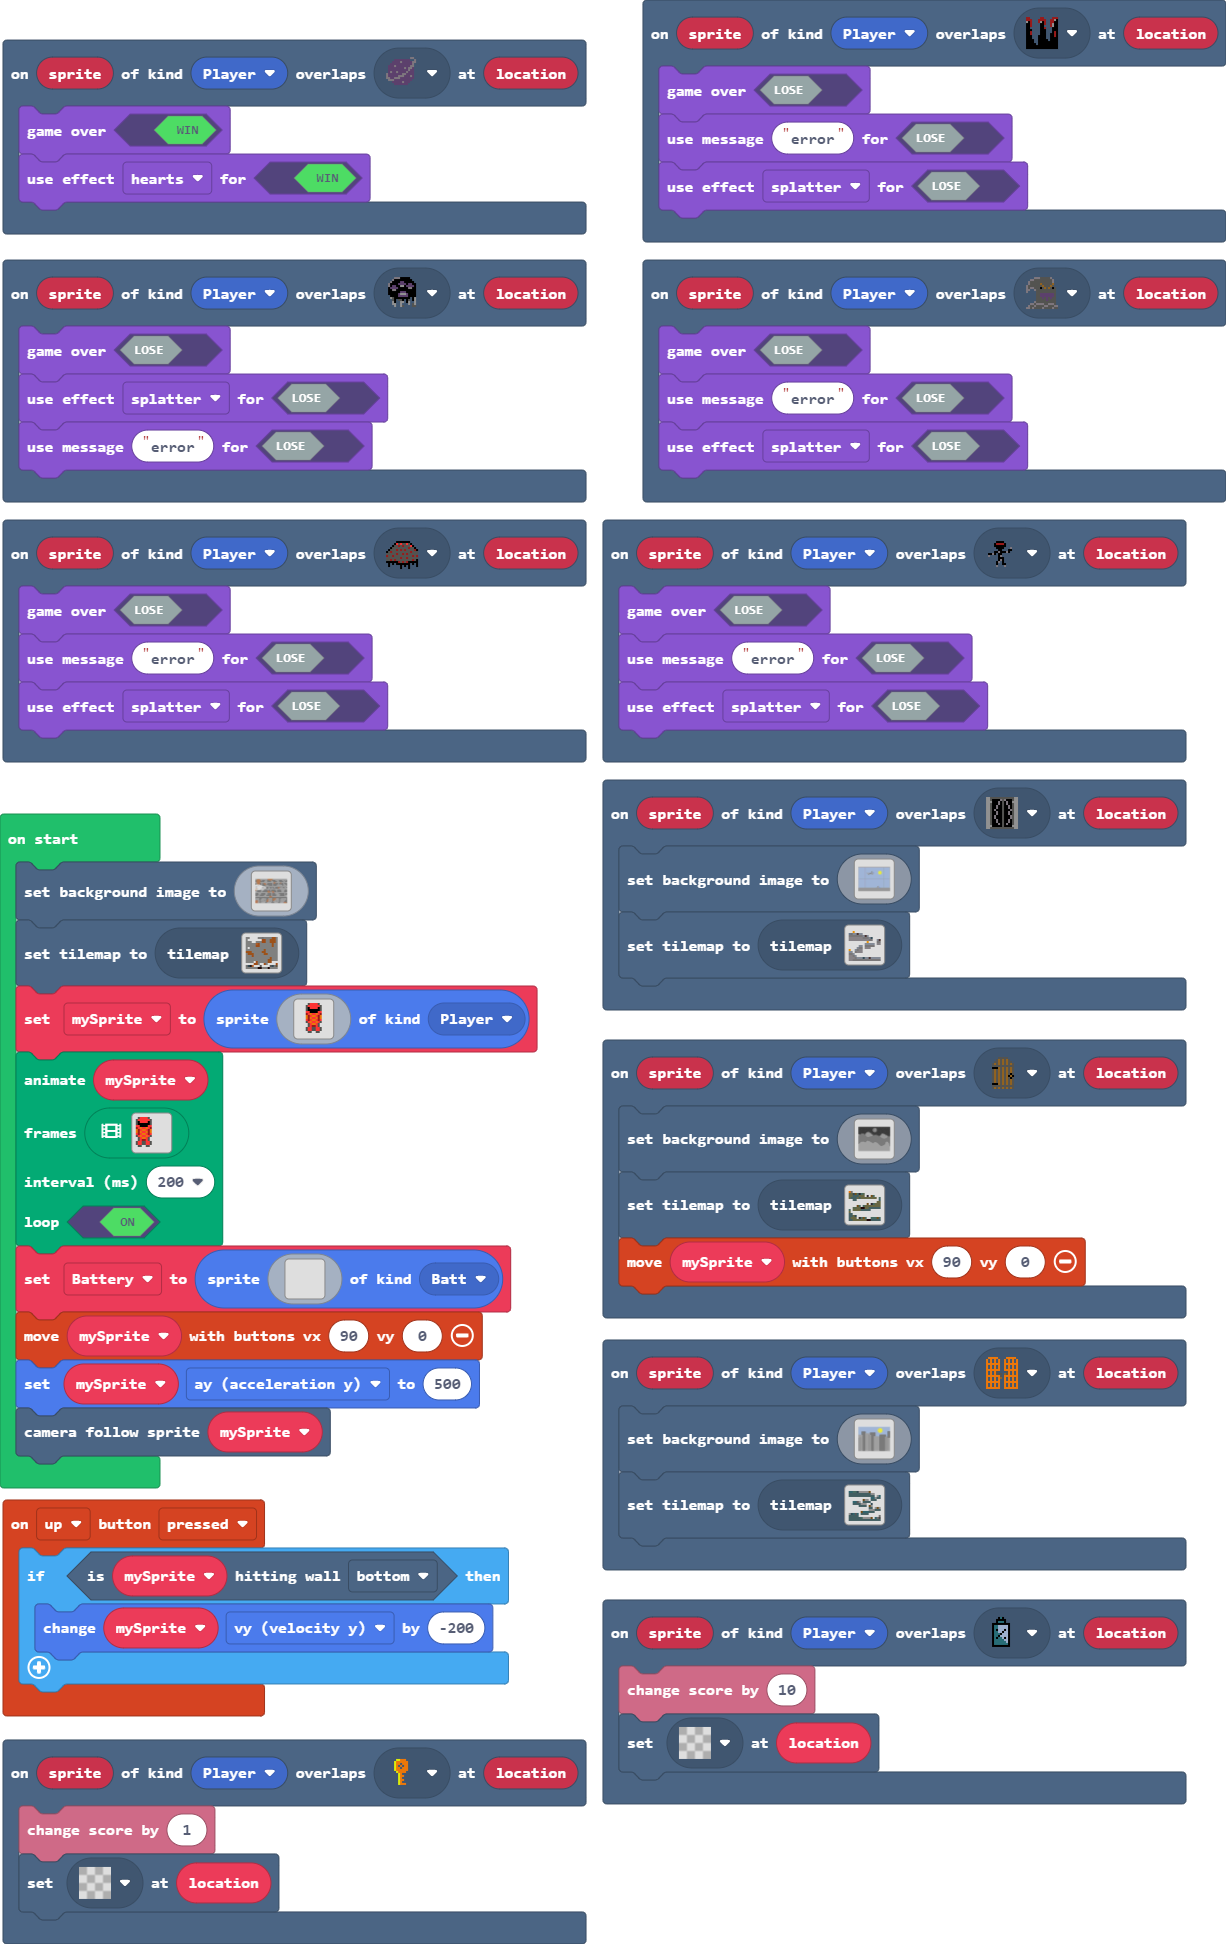 on sprite of kind Player overlaps at location
game over WIN
use effect hearts for WIN
on sprite of kind Player overlaps at location
game over LOSE
use message "error" for LOSE
use effect splatter for LOSE
on sprite of kind Player overlaps at location
game over LOSE
use effect splatter for LOSE
use message "error" for LOSE
on sprite of kind Player overlaps at location
game over LOSE
use message "error" for LOSE
use effect splatter for LOSE
on sprite of kind Player overlaps at location
game over LOSE
use message "error" for LOSE
use effect splatter for LOSE
on sprite of kind Player overlaps at location
game over LOSE
use message "error" for LOSE
use effect splatter for LOSE
on start
set background image to
set tilemap to tilemap
set mySprite to sprite of kind Player
animate mySprite
frames
interval (ms) 200
loop ON
set Battery to sprite of kind Batt
move mySprite with buttons vx 90 vy 0
set mySprite ay (acceleration y) to 500
camera follow sprite mySprite
on sprite of kind Player overlaps at location
set background image to
set tilemap to tilemap
on sprite of kind Player overlaps at location
set background image to
set tilemap to tilemap
move mySprite with buttons vx 90 vy 0
on sprite of kind Player overlaps at location
set background image to
set tilemap to tilemap
on up button pressed
if is mySprite hitting wall bottom then
change mySprite vy (velocity y) by -200
on sprite of kind Player overlaps at location
change score by 10
set at location
on sprite of kind Player overlaps at location
change score by 1
set at location